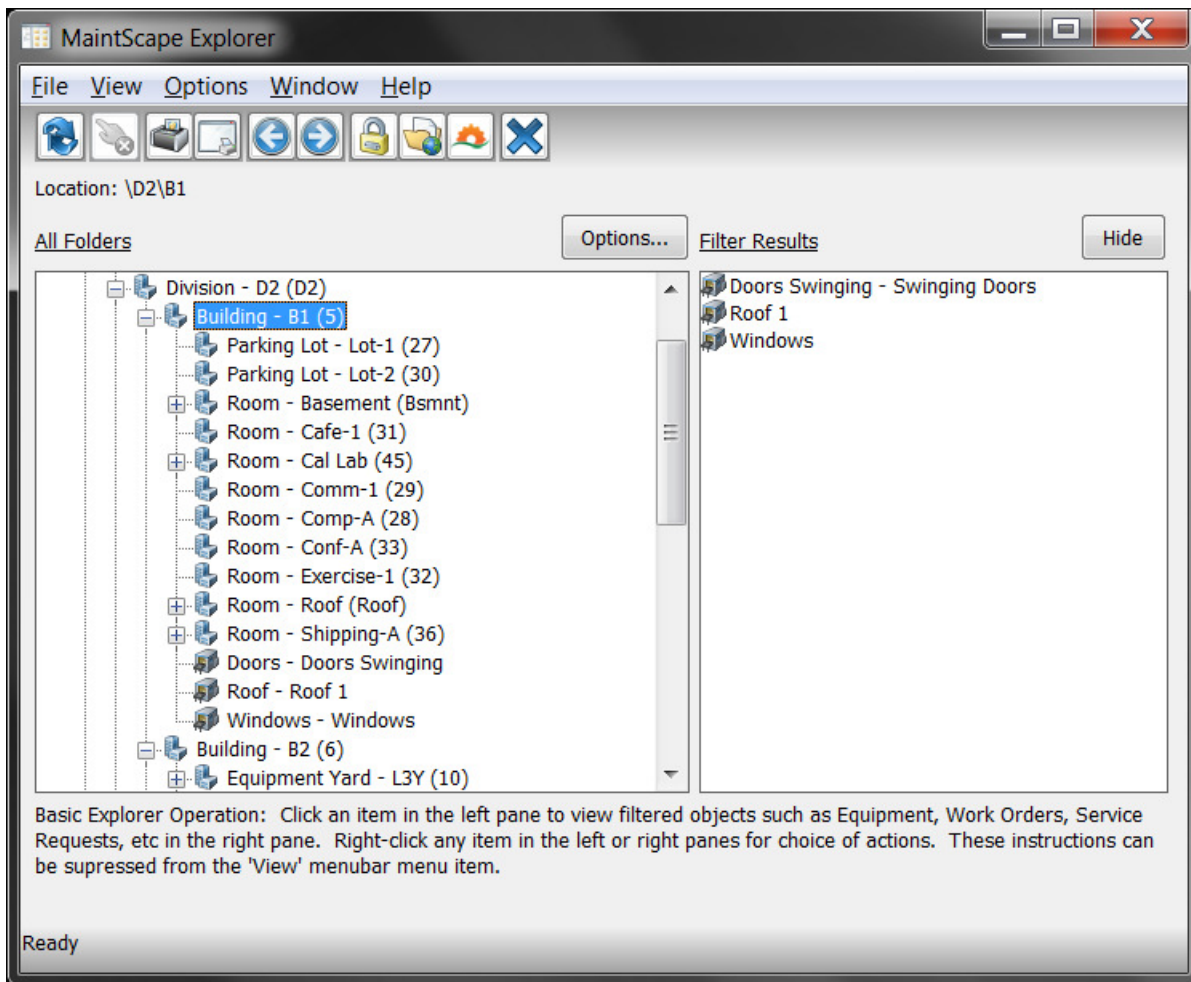 MaintScape Explorer
File View Options Window Help
Location: \D2\B1
All Folders
Options...
Filter Results
Hide
Division - D2 (D2)
Building - B1 (5)
Parking Lot - Lot-1 (27)
Parking Lot - Lot-2 (30)
Room - Basement (Bsmnt)
Room - Cafe-1 (31)
Room - Cal Lab (45)
Room - Comm-1 (29)
Room - Comp-A (28)
Room - Conf-A (33)
Room - Exercise-1 (32)
Room - Roof (Roof)
Room - Shipping-A (36)
Doors - Doors Swinging
Roof - Roof 1
Windows - Windows
Building - B2 (6)
Equipment Yard - L3Y (10)
Doors Swinging - Swinging Doors
Roof 1
Windows
Basic Explorer Operation: Click an item in the left pane to view filtered objects such as Equipment, Work Orders, Service
Requests, etc in the right pane. Right-click any item in the left or right panes for choice of actions. These instructions can
be supressed from the 'View' menubar menu item.
Ready